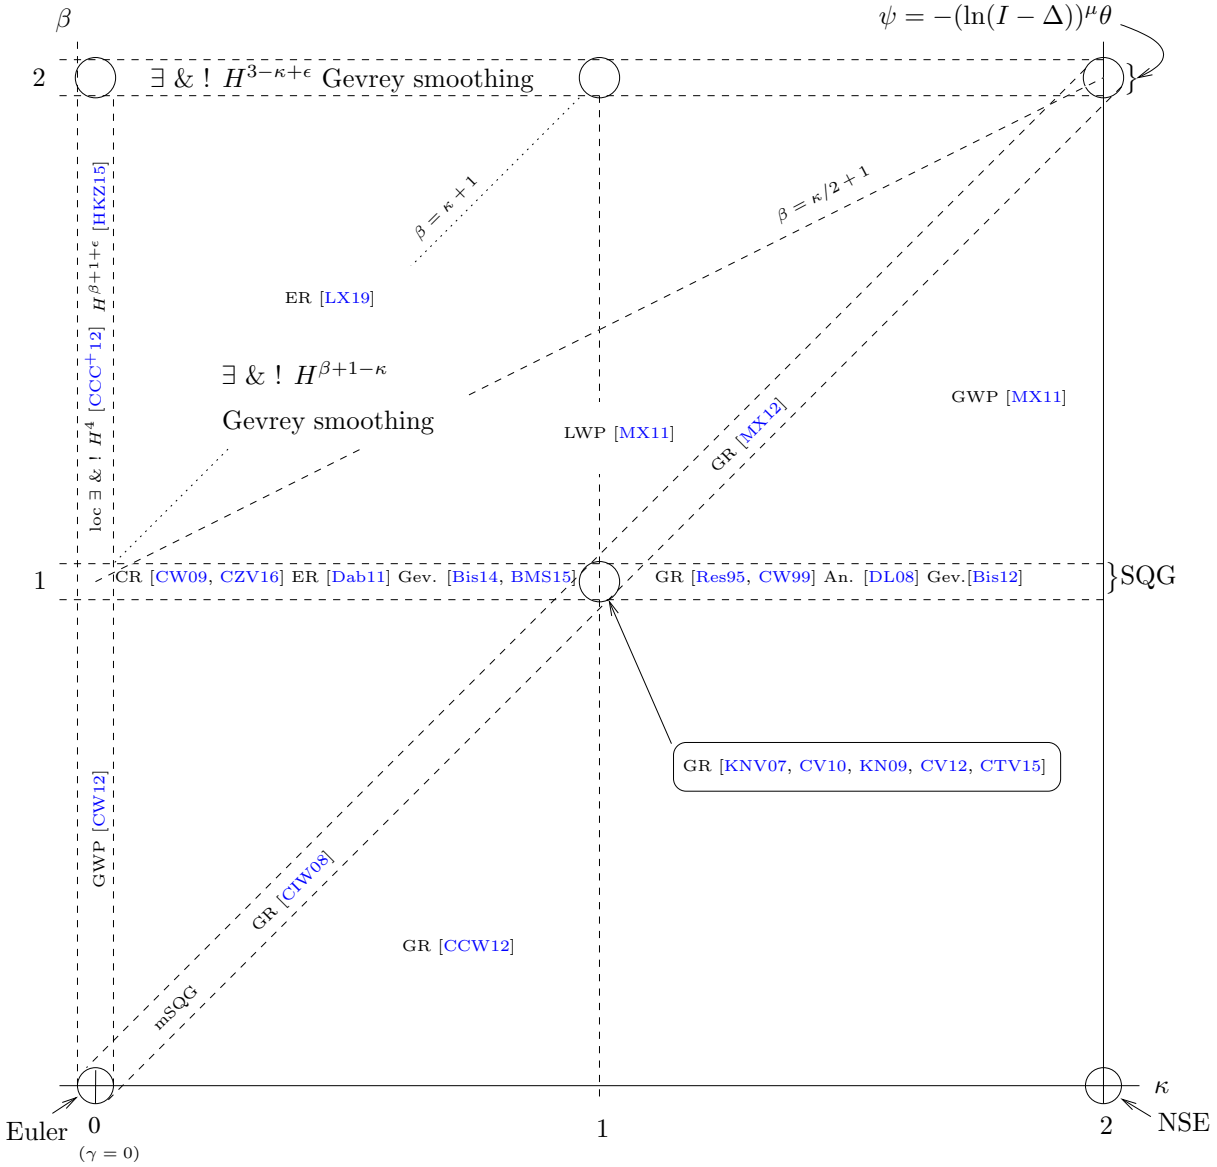 β
ψ = −(ln(I − Δ))^μ θ
2
∃ & ! H^{3−κ+ϵ} Gevrey smoothing
}
β = κ + 1
β = κ/2 + 1
loc ∃ & ! H^4 [CCC^+12] H^{β+1+ϵ} [HKZ15]
ER [LX19]
∃ & ! H^{β+1−κ}
Gevrey smoothing
GWP [MX11]
LWP [MX11]
GR [MX12]
1
CR [CW09, CZV16] ER [Dab11] Gev. [Bis14, BMS15]
GR [Res95, CW99] An. [DL08] Gev.[Bis12]
}SQG
GR [KNV07, CV10, KN09, CV12, CTV15]
GWP [CW12]
GR [CIW08]
GR [CCW12]
mSQG
κ
Euler
0
(γ = 0)
1
2
NSE